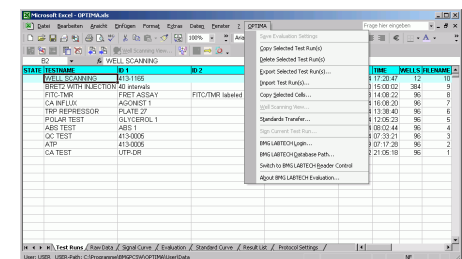 Microsoft Excel - OPTIMA.xls
Datei Bearbeiten Ansicht Einfügen Format Extras Daten Fenster ? OPTIMA Frage hier eingeben
100% Aria
Well Scanning View...
B2 WELL SCANNING
STATE TESTNAME ID 1 ID 2 TIME WELLS FILENAME
WELL SCANNING 413-1165 17:20:47 12 10
BRET2 WITH INJECTION 40 intervals 15:00:02 384 9
FITC-TMR FRET ASSAY FITC/TMR labeled 14:08:22 96 8
CA INFLUX AGONIST 1 16:08:20 96 7
TRP REPRESSOR PLATE 27 13:38:40 96 6
POLAR TEST GLYCEROL 1 12:05:23 96 5
ABS TEST ABS 1 08:02:44 96 4
QC TEST 413-0005 07:33:21 96 3
ATP 413-0005 07:17:28 96 2
CA TEST UTP-DR 21:05:18 96 1
Save Evaluation Settings
Copy Selected Test Run(s)
Delete Selected Test Run(s)
Export Selected Test Run(s)...
Import Test Run(s)...
Copy Selected Cells...
Well Scanning View...
Standards Transfer...
Sign Current Test Run...
BMG LABTECH Login...
BMG LABTECH Database Path...
Switch to BMG LABTECH Reader Control
About BMG LABTECH Evaluation...
Test Runs Raw Data Signal Curve Evaluation Standard Curve Result List Protocol Settings
User: USER USER-Path: C:\Programme\BMG\PCSW\OPTIMA\User\Data NF